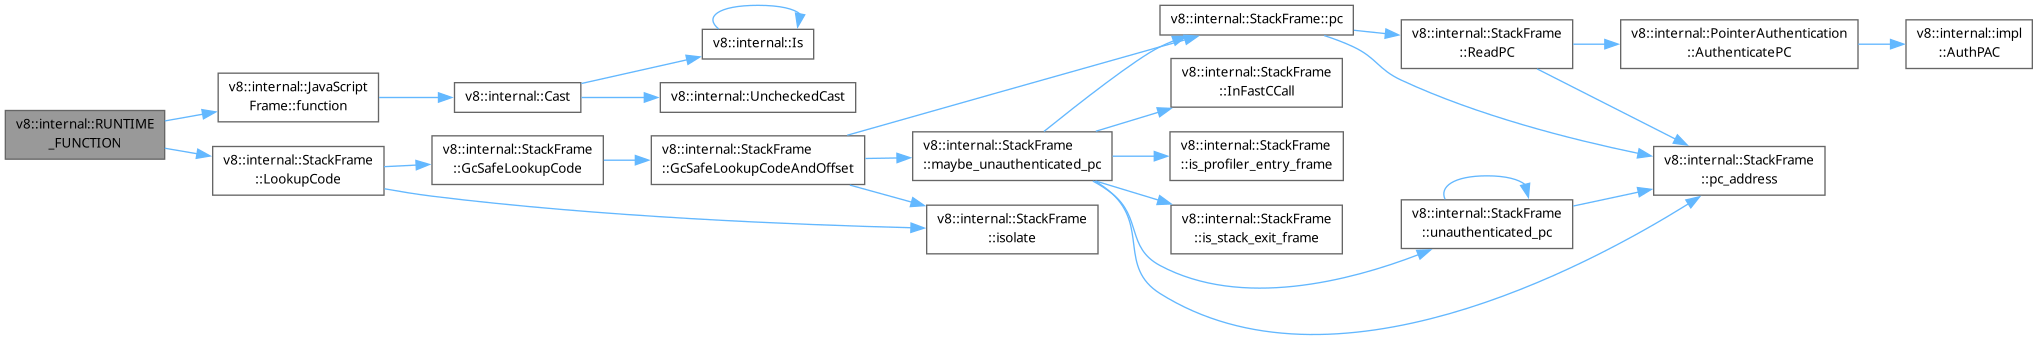 v8::internal::RUNTIME
_FUNCTION
v8::internal::JavaScript
Frame::function
v8::internal::StackFrame
::LookupCode
v8::internal::Cast
v8::internal::StackFrame
::GcSafeLookupCode
v8::internal::Is
v8::internal::UncheckedCast
v8::internal::StackFrame
::GcSafeLookupCodeAndOffset
v8::internal::StackFrame
::maybe_unauthenticated_pc
v8::internal::StackFrame
::isolate
v8::internal::StackFrame::pc
v8::internal::StackFrame
::InFastCCall
v8::internal::StackFrame
::is_profiler_entry_frame
v8::internal::StackFrame
::is_stack_exit_frame
v8::internal::StackFrame
::ReadPC
v8::internal::StackFrame
::unauthenticated_pc
v8::internal::PointerAuthentication
::AuthenticatePC
v8::internal::StackFrame
::pc_address
v8::internal::impl
::AuthPAC